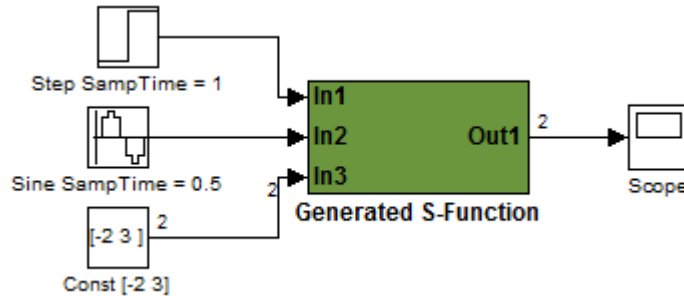 Step SampTime = 1
In1
Sine SampTime = 0.5
In2
Out1
2
Scope
In3
2
[-2 3 ]
2
Const [-2 3]
Generated S-Function